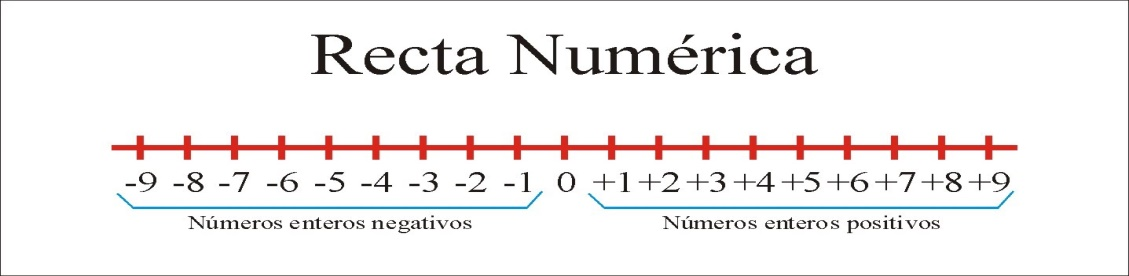 Recta Numérica
-9 -8 -7 -6 -5 -4 -3 -2 -1 0 +1 +2 +3 +4 +5 +6 +7 +8 +9
Números enteros negativos Números enteros positivos